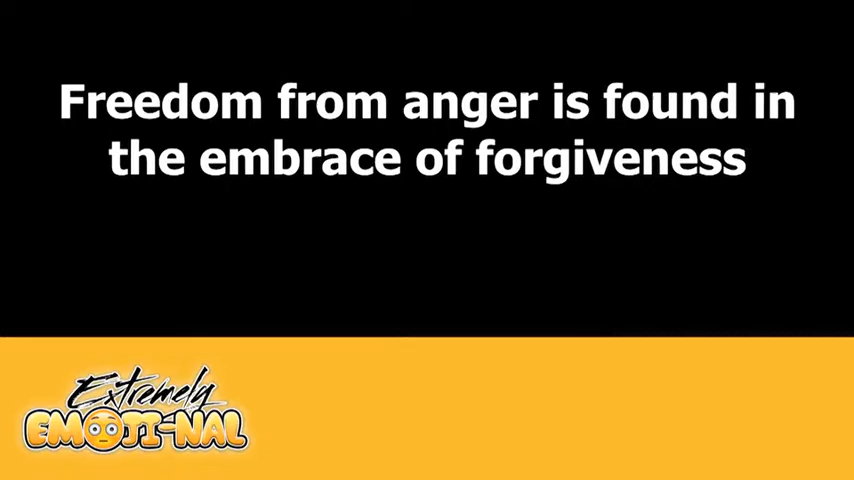 Freedom from anger is found in
the embrace of forgiveness
Extremely
EMOJI-NAL